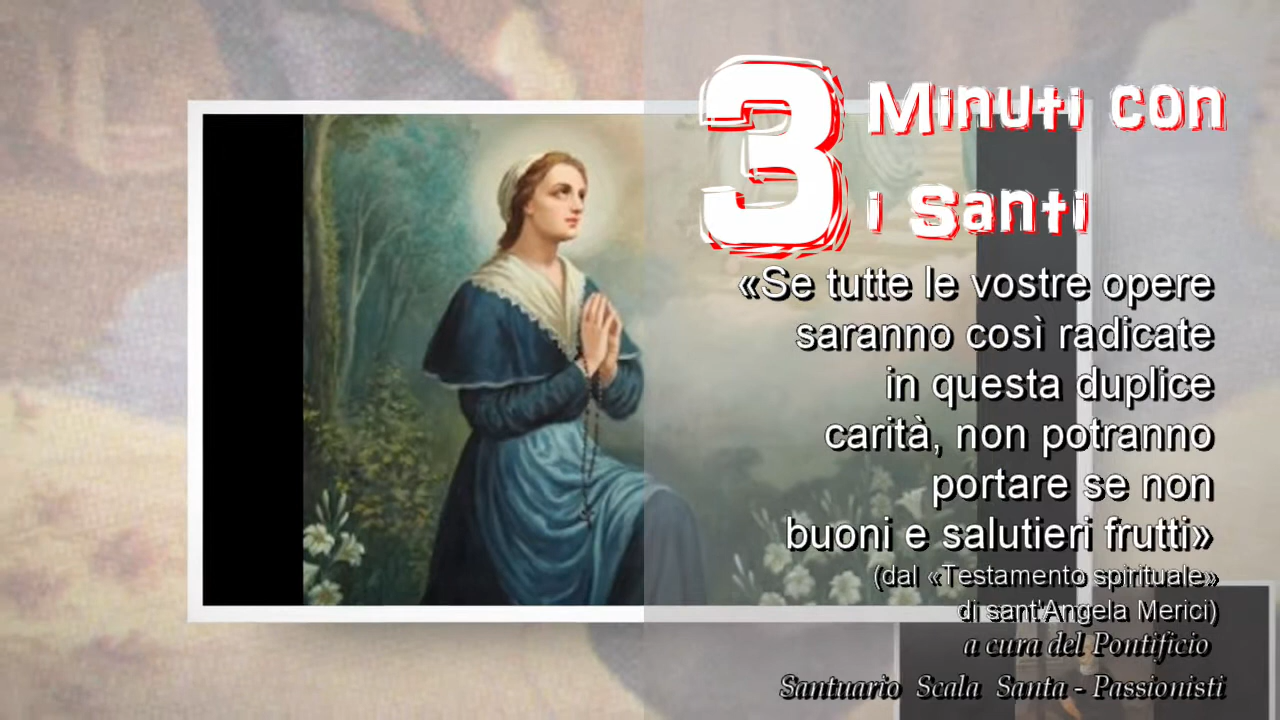 3 Minuti con
i Santi
«Se tutte le vostre opere
saranno così radicate
in questa duplice
carità, non potranno
portare se non
buoni e salutieri frutti»
(dal «Testamento spirituale»
di sant'Angela Merici)
a cura del Pontificio
Santuario Scala Santa - Passionisti